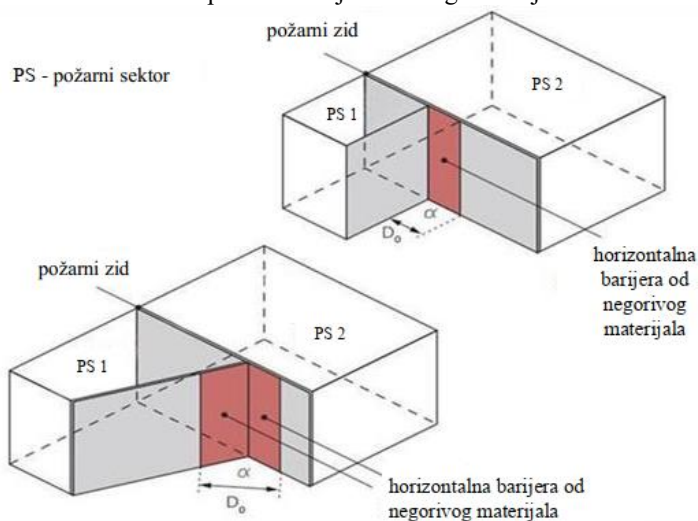 požarni zid
PS - požarni sektor
PS 2
PS 1
α
D₀
horizontalna
barijera od
negorivog
materijala
požarni zid
PS 2
PS 1
α
D₀
horizontalna barijera od
negorivog materijala